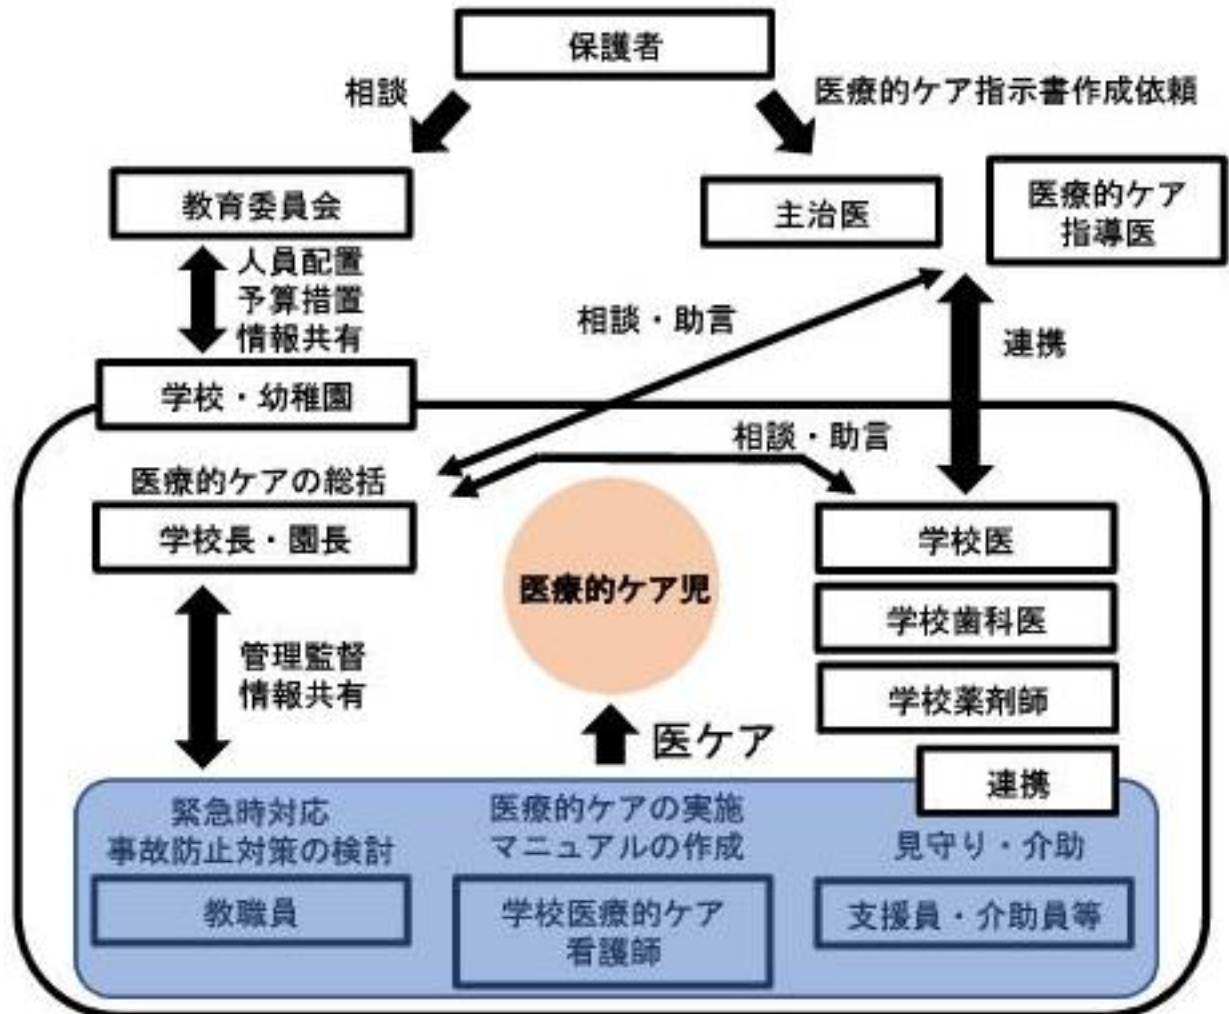 保護者
相談
医療的ケア指示書作成依頼
教育委員会
主治医
医療的ケア
指導医
人員配置
予算措置
情報共有
相談・助言
連携
学校・幼稚園
相談・助言
医療的ケアの総括
学校長・園長
医療的ケア児
学校医
学校歯科医
学校薬剤師
管理監督
情報共有
医ケア
連携
緊急時対応
事故防止対策の検討
教職員
医療的ケアの実施
マニュアルの作成
学校医療的ケア
看護師
見守り・介助
支援員・介助員等